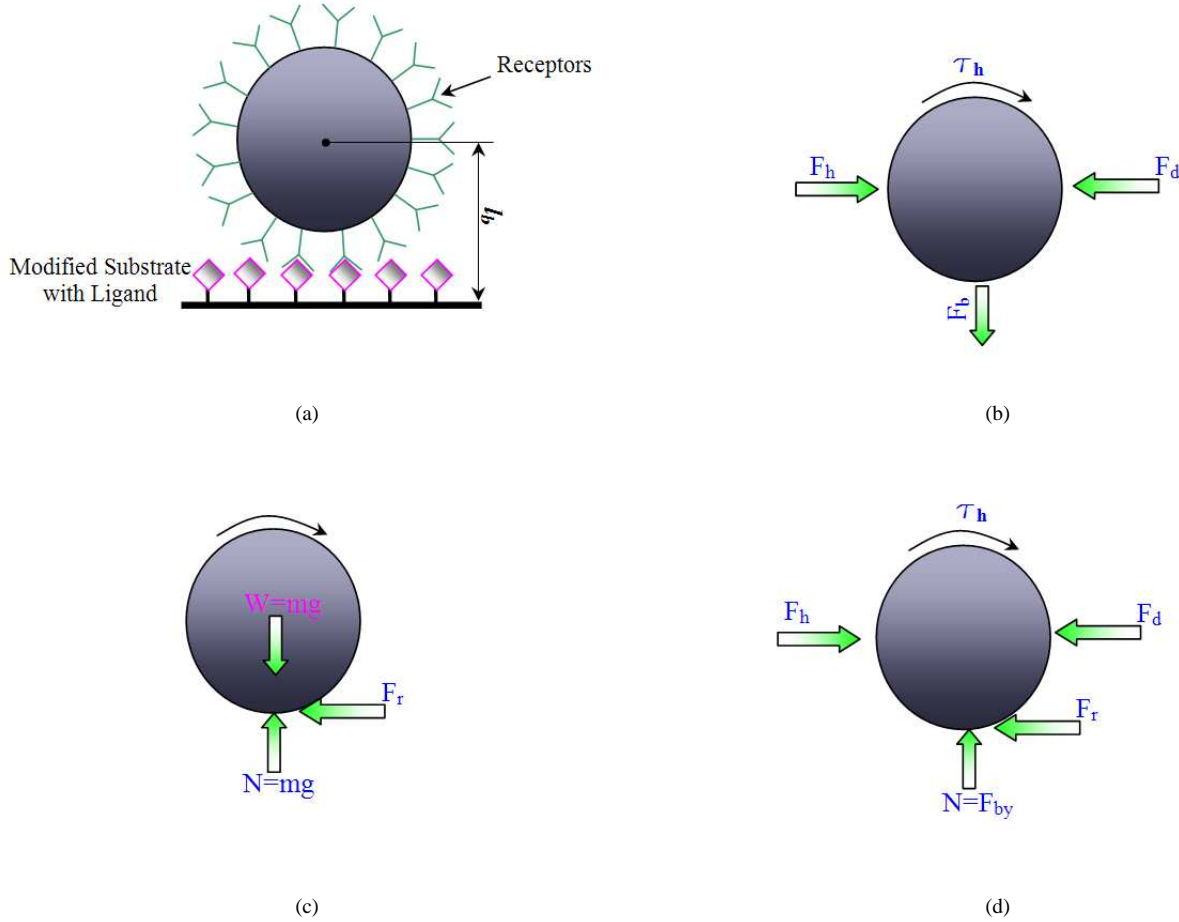 Receptors
Modified Substrate
with Ligand
l_b
(a)
τ_h
F_h
F_d
F_b
(b)
W=mg
F_r
N=mg
(c)
τ_h
F_h
F_d
F_r
N=F_by
(d)